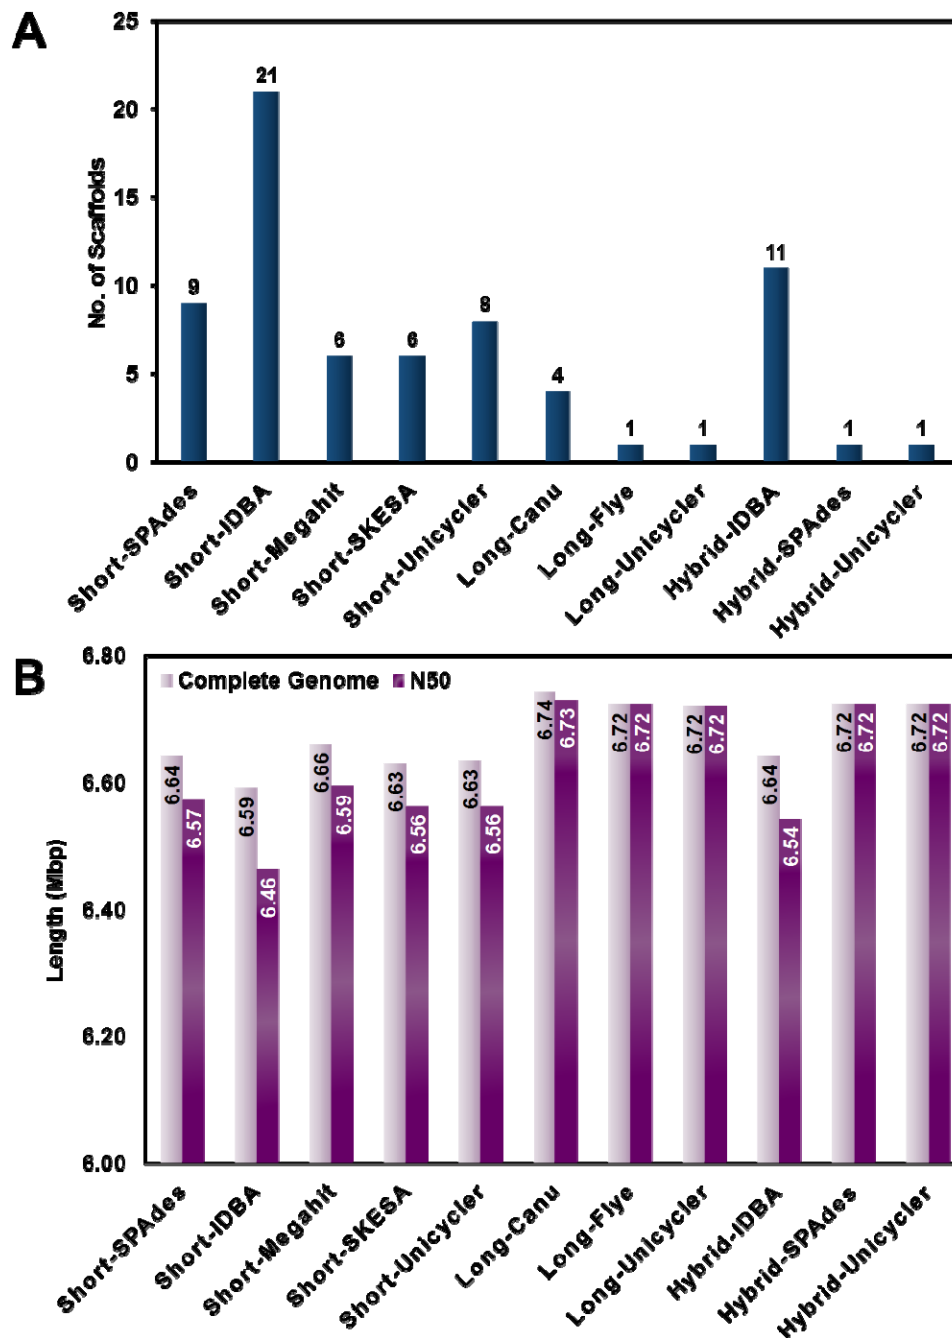 A
No. of Scaffolds
25
20
15
10
5
0
9
21
6
6
8
4
1
1
11
1
1
Short-SPAdes
Short-IDBA
Short-Megahit
Short-SKESA
Short-Unicycler
Long-Canu
Long-Flye
Long-Unicycler
Hybrid-IDBA
Hybrid-SPAdes
Hybrid-Unicycler
B
Length (Mbp)
6.80
6.60
6.40
6.20
6.00
Complete Genome N50
6.64
6.57
6.59
6.46
6.66
6.59
6.63
6.56
6.63
6.56
6.74
6.73
6.72
6.72
6.72
6.72
6.64
6.54
6.72
6.72
6.72
6.72
Short-SPAdes
Short-IDBA
Short-Megahit
Short-SKESA
Short-Unicycler
Long-Canu
Long-Flye
Long-Unicycler
Hybrid-IDBA
Hybrid-SPAdes
Hybrid-Unicycler